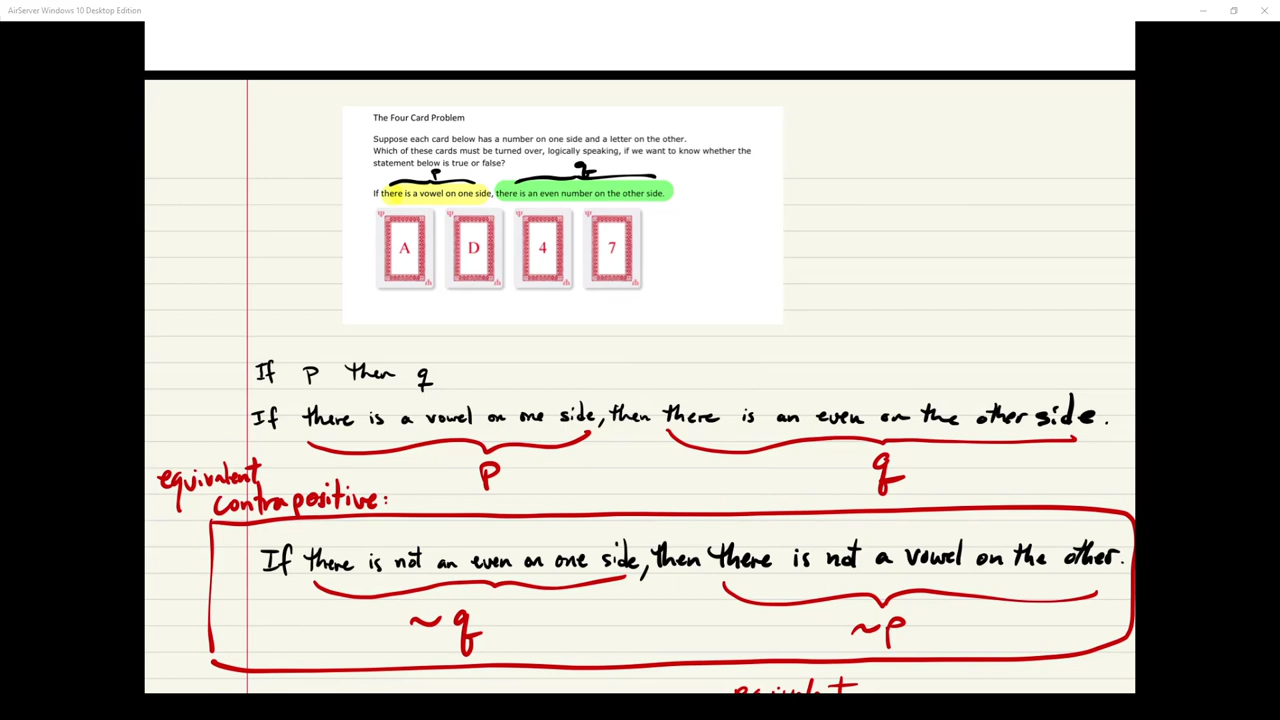 AirServer Windows 10 Desktop Edition
The Four Card Problem
Suppose each card below has a number on one side and a letter on the other.
Which of these cards must be turned over, logically speaking, if we want to know whether the
statement below is true or false?
p q
If there is a vowel on one side, there is an even number on the other side.
A D 4 7
If p then q
If there is a vowel on one side, then there is an even on the other side.
p q
equivalent
contrapositive:
If there is not an even on one side, then there is not a vowel on the other.
~q ~p